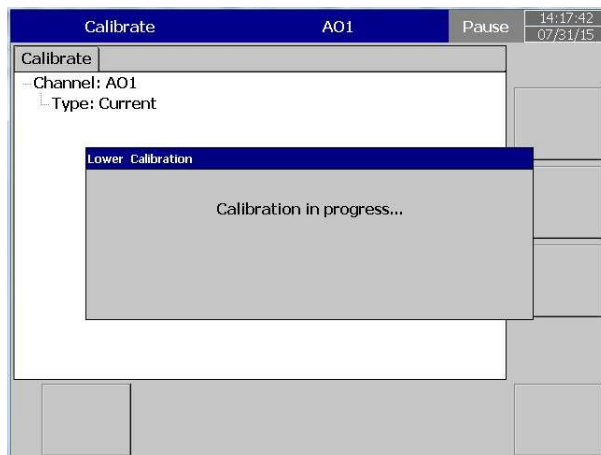 Calibrate AO1 Pause 14:17:42
07/31/15
Calibrate
Channel: AO1
Type: Current
Lower Calibration
Calibration in progress...